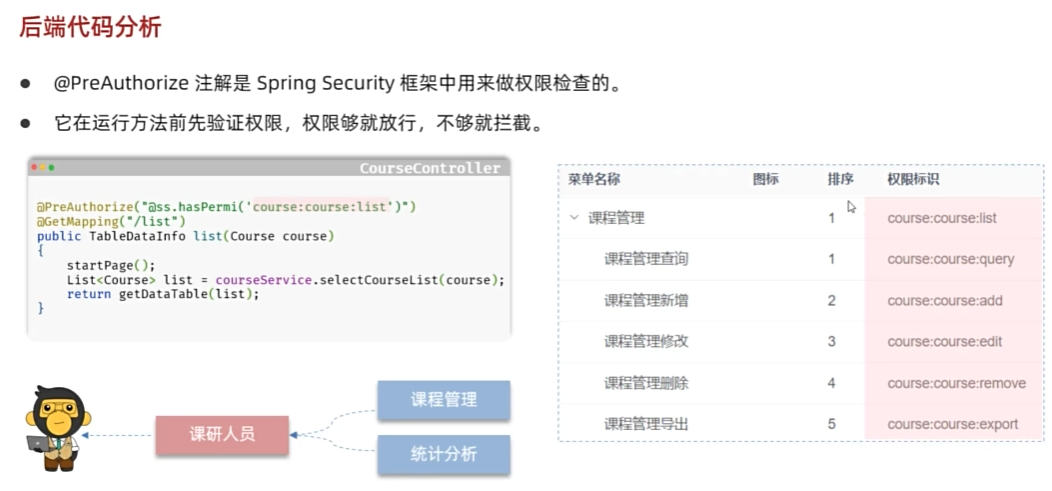 后端代码分析
● @PreAuthorize 注解是 Spring Security 框架中用来做权限检查的。
● 它在运行方法前先验证权限，权限够就放行，不够就拦截。
CourseController
@PreAuthorize("@ss.hasPermi('course:course:list')")
@GetMapping("/list")
public TableDataInfo list(Course course)
{
startPage();
List<Course> list = courseService.selectCourseList(course);
return getDataTable(list);
}
菜单名称 图标 排序 权限标识
课程管理 1 course:course:list
课程管理查询 1 course:course:query
课程管理新增 2 course:course:add
课程管理修改 3 course:course:edit
课程管理删除 4 course:course:remove
课程管理导出 5 course:course:export
课研人员
课程管理
统计分析